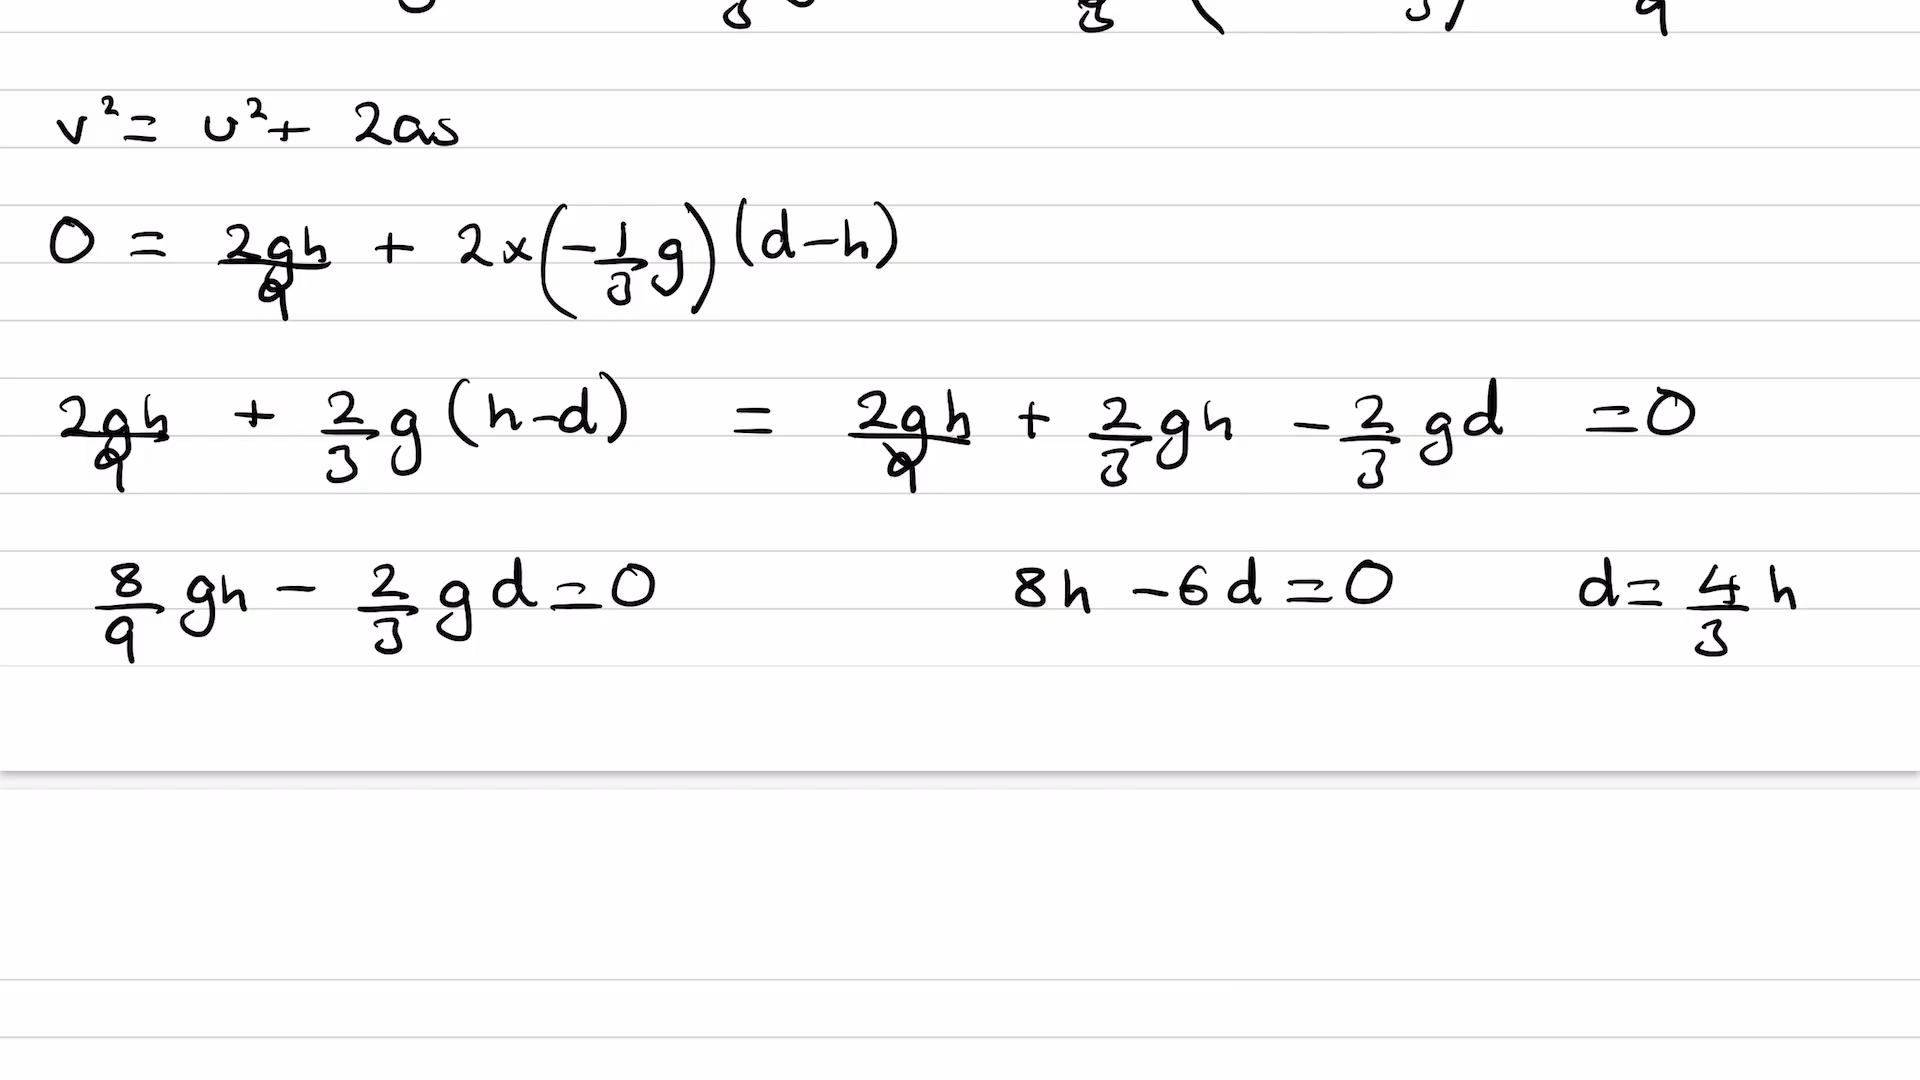 v² = u² + 2as
0 = 2gh/9 + 2×(-1/3 g)(d-h)
2gh/9 + 2/3 g(h-d) = 2gh/9 + 2/3 gh - 2/3 gd = 0
8/9 gh - 2/3 gd = 0 8h - 6d = 0 d = 4/3 h